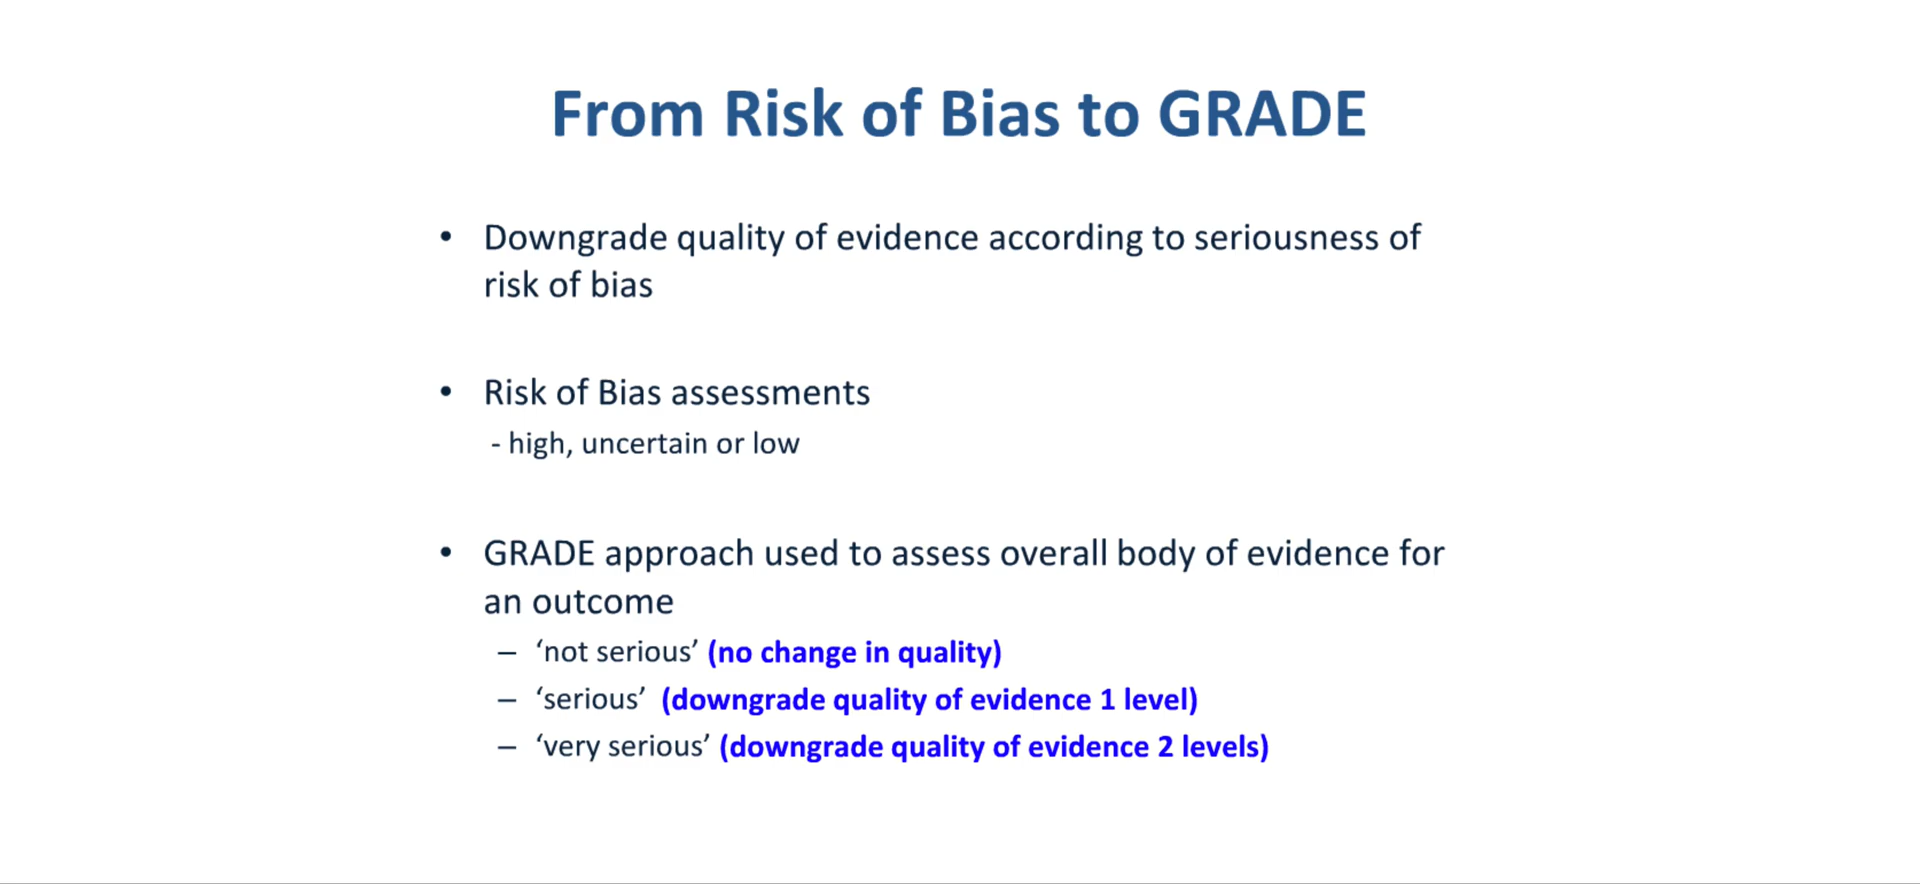 From Risk of Bias to GRADE
• Downgrade quality of evidence according to seriousness of
risk of bias
• Risk of Bias assessments
- high, uncertain or low
• GRADE approach used to assess overall body of evidence for
an outcome
– ‘not serious’ (no change in quality)
– ‘serious’ (downgrade quality of evidence 1 level)
– ‘very serious’ (downgrade quality of evidence 2 levels)